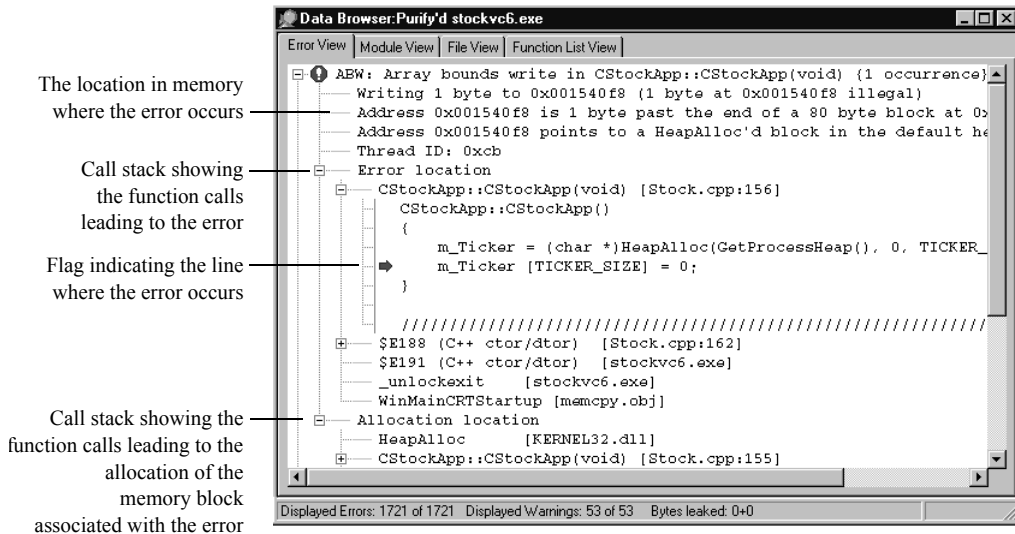 Data Browser:Purify'd stockvc6.exe
Error View Module View File View Function List View
ABW: Array bounds write in CStockApp::CStockApp(void) {1 occurrence}
Writing 1 byte to 0x001540f8 (1 byte at 0x001540f8 illegal)
Address 0x001540f8 is 1 byte past the end of a 80 byte block at 0x
Address 0x001540f8 points to a HeapAlloc'd block in the default he
Thread ID: 0xcb
Error location
CStockApp::CStockApp(void) [Stock.cpp:156]
CStockApp::CStockApp()
{
m_Ticker = (char *)HeapAlloc(GetProcessHeap(), 0, TICKER_
m_Ticker [TICKER_SIZE] = 0;
}
/////////////////////////////////////////////////////////////
$E188 (C++ ctor/dtor) [Stock.cpp:162]
$E191 (C++ ctor/dtor) [stockvc6.exe]
_unlockexit [stockvc6.exe]
WinMainCRTStartup [memcpy.obj]
Allocation location
HeapAlloc [KERNEL32.dll]
CStockApp::CStockApp(void) [Stock.cpp:155]
Displayed Errors: 1721 of 1721 Displayed Warnings: 53 of 53 Bytes leaked: 0+0
The location in memory
where the error occurs
Call stack showing
the function calls
leading to the error
Flag indicating the line
where the error occurs
Call stack showing the
function calls leading to the
allocation of the
memory block
associated with the error